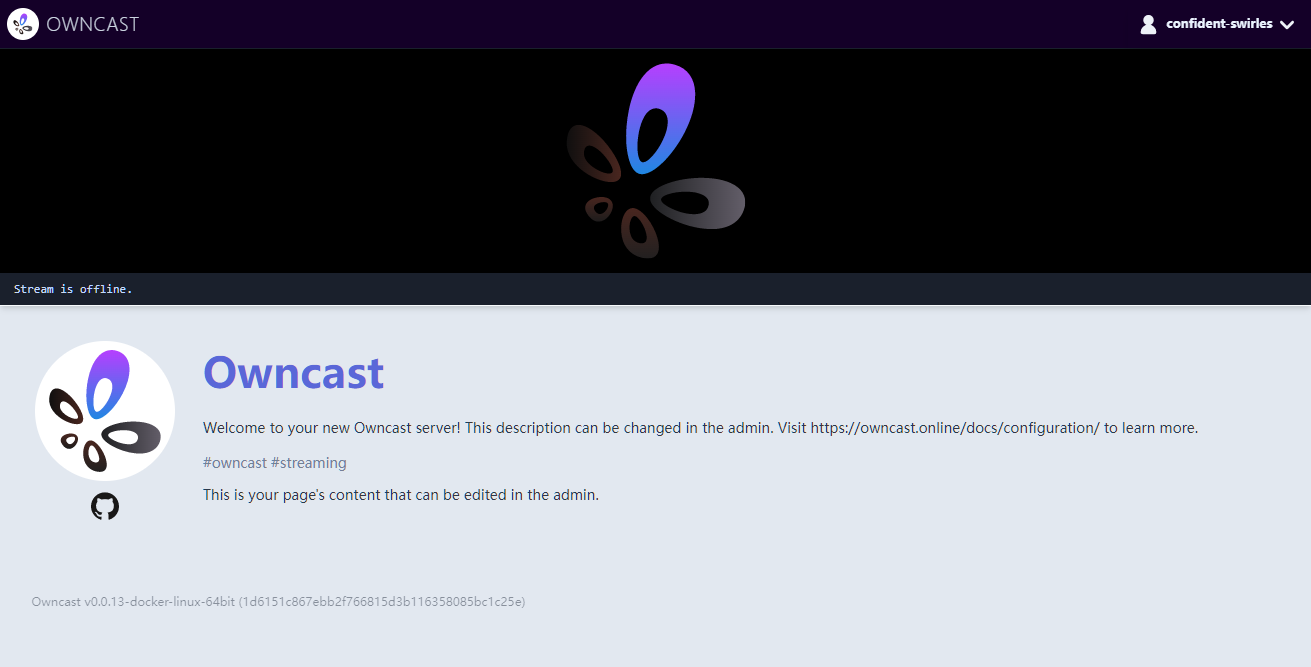 OWNCAST
confident-swirles
Stream is offline.
Owncast
Welcome to your new Owncast server! This description can be changed in the admin. Visit https://owncast.online/docs/configuration/ to learn more.
#owncast #streaming
This is your page's content that can be edited in the admin.
Owncast v0.0.13-docker-linux-64bit (1d6151c867ebb2f766815d3b116358085bc1c25e)